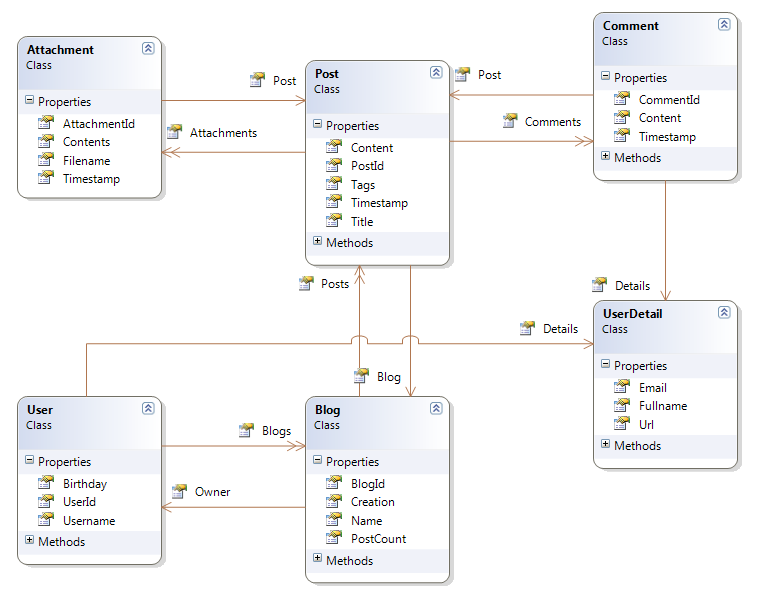 Attachment
Class
Properties
AttachmentId
Contents
Filename
Timestamp
Post
Attachments
Post
Class
Properties
Content
PostId
Tags
Timestamp
Title
Methods
Post
Comments
Comment
Class
Properties
CommentId
Content
Timestamp
Methods
Posts
Blog
Details
Details
User
Class
Properties
Birthday
UserId
Username
Methods
Blogs
Owner
Blog
Class
Properties
BlogId
Creation
Name
PostCount
Methods
UserDetail
Class
Properties
Email
Fullname
Url
Methods